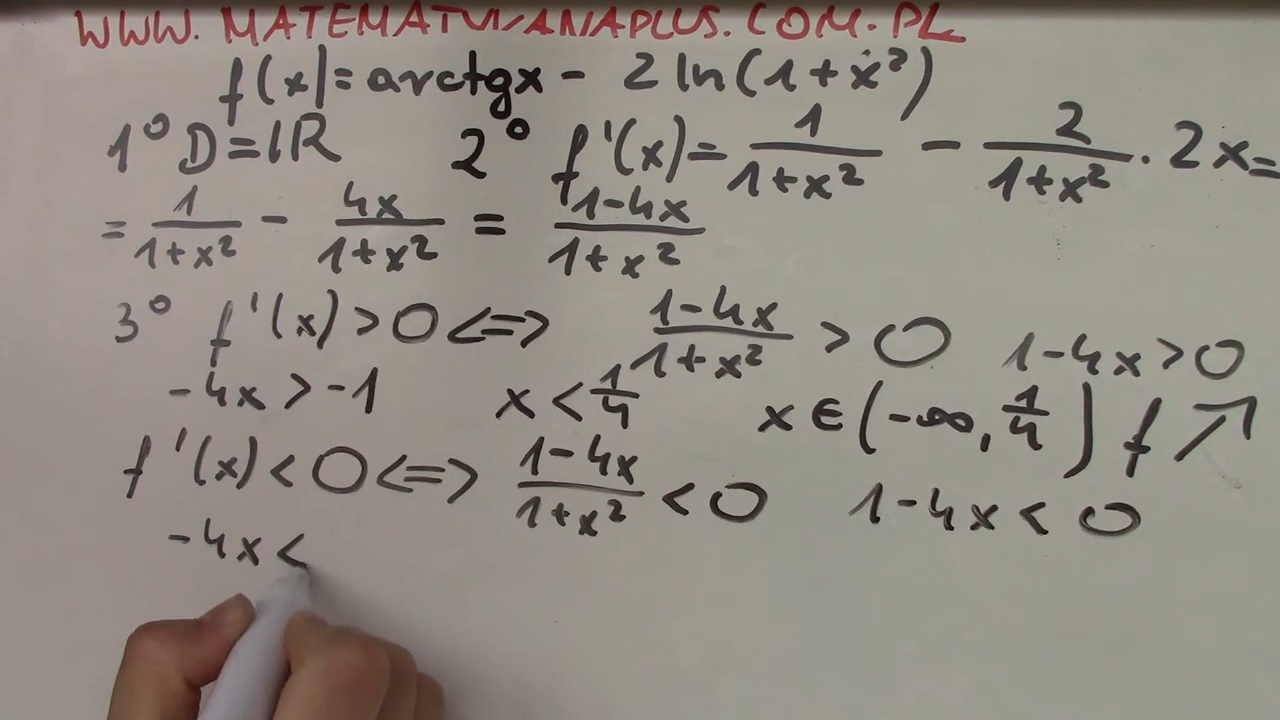 WWW.MATEMATYKANAPLUS.COM.PL
f(x)=arctgx - 2ln(1+x²)
1° D=ℝ 2° f'(x)= 1/(1+x²) - 2/(1+x²) · 2x=
= 1/(1+x²) - 4x/(1+x²) = (1-4x)/(1+x²)
3° f'(x)>0 <=> (1-4x)/(1+x²) > 0 1-4x>0
-4x>-1 x<1/4 x∈(-∞, 1/4) f↗
f'(x)<0 <=> (1-4x)/(1+x²) < 0 1-4x<0
-4x<